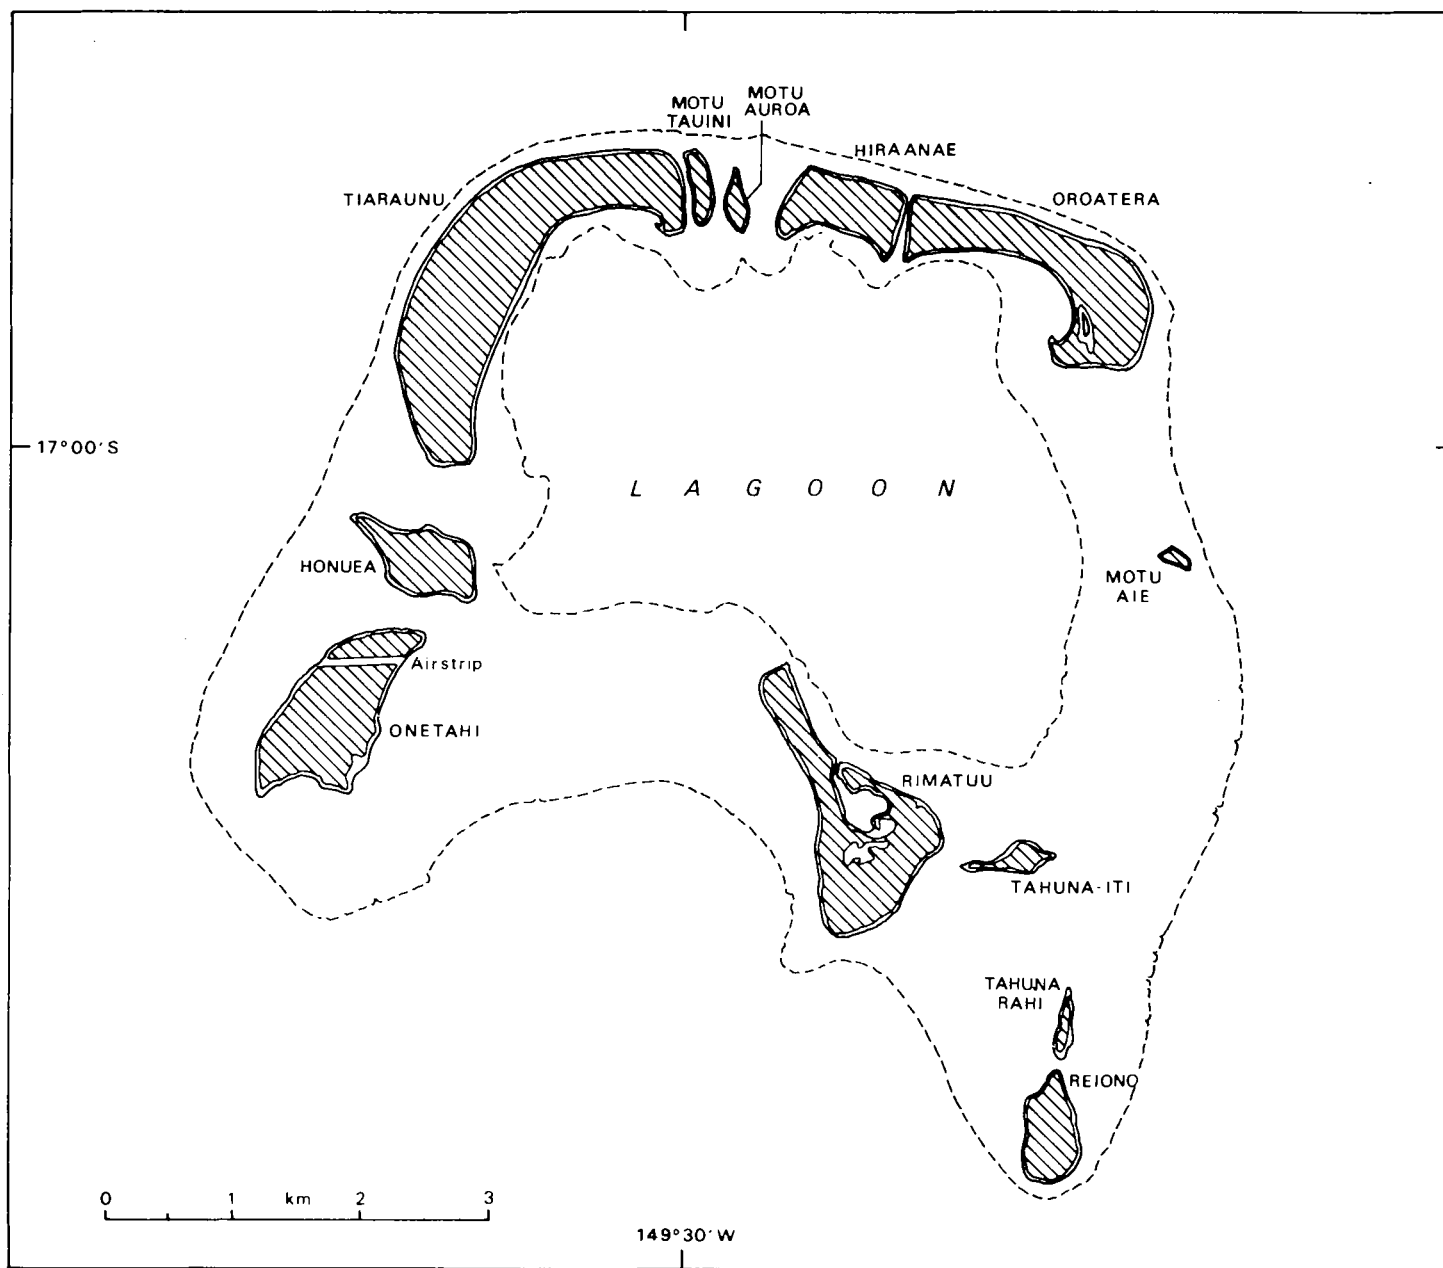 MOTU
TAUINI
MOTU
AUROA
HIRAANAE
TIARAUNU
OROATERA
17°00'S
LAGOON
HONUEA
MOTU
AIE
Airstrip
ONETAHI
RIMATUU
TAHUNA-ITI
TAHUNA
RAHI
REIONO
0 1 km 2 3
149°30'W